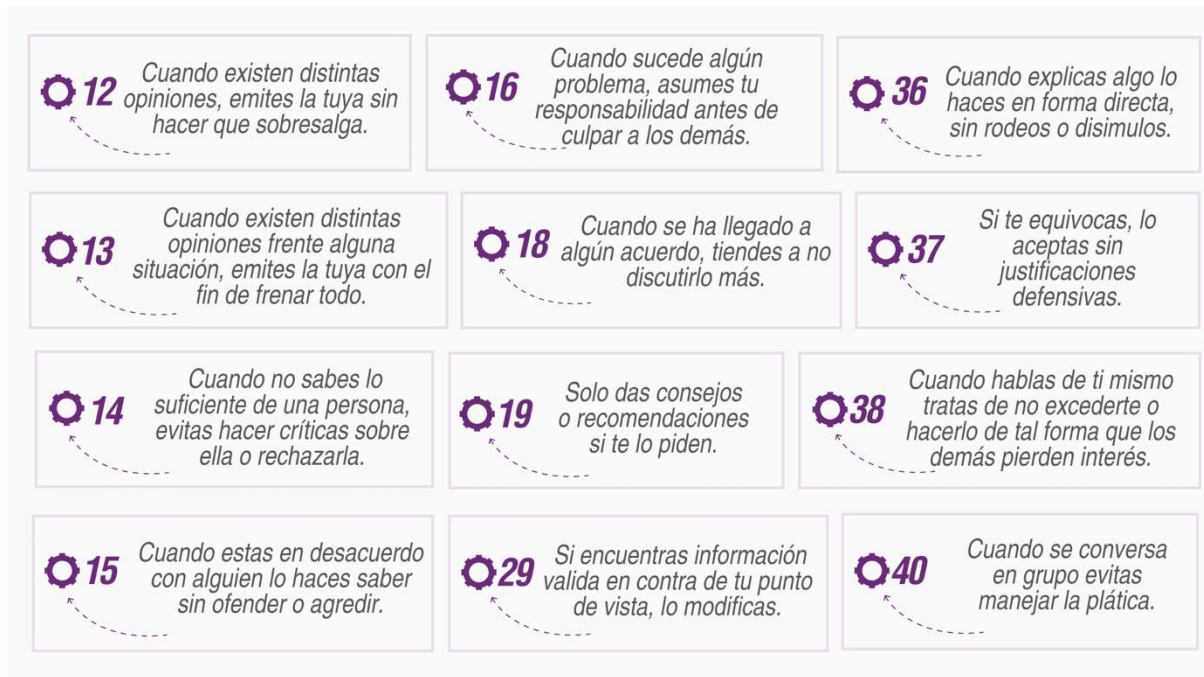 12
Cuando existen distintas
opiniones, emites la tuya sin
hacer que sobresalga.
16
Cuando sucede algún
problema, asumes tu
responsabilidad antes de
culpar a los demás.
36
Cuando explicas algo lo
haces en forma directa,
sin rodeos o disimulos.
13
Cuando existen distintas
opiniones frente alguna
situación, emites la tuya con el
fin de frenar todo.
18
Cuando se ha llegado a
algún acuerdo, tiendes a no
discutirlo más.
37
Si te equivocas, lo
aceptas sin
justificaciones
defensivas.
14
Cuando no sabes lo
suficiente de una persona,
evitas hacer críticas sobre
ella o rechazarla.
19
Solo das consejos
o recomendaciones
si te lo piden.
38
Cuando hablas de ti mismo
tratas de no excederte o
hacerlo de tal forma que los
demás pierden interés.
15
Cuando estas en desacuerdo
con alguien lo haces saber
sin ofender o agredir.
29
Si encuentras información
valida en contra de tu punto
de vista, lo modificas.
40
Cuando se conversa
en grupo evitas
manejar la plática.